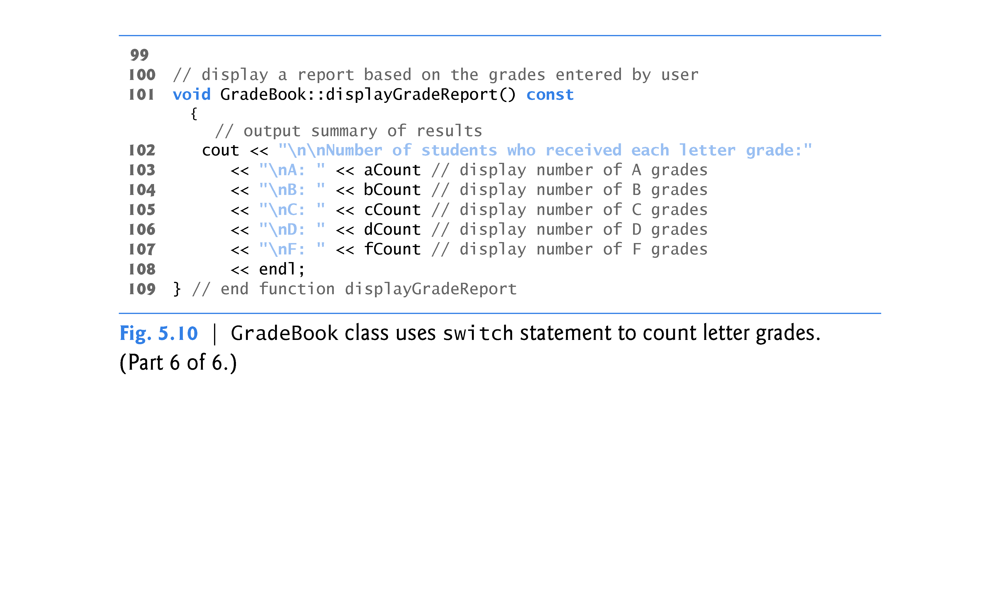 99
100 // display a report based on the grades entered by user
101 void GradeBook::displayGradeReport() const
{
// output summary of results
102 cout << "\n\nNumber of students who received each letter grade:"
103 << "\nA: " << aCount // display number of A grades
104 << "\nB: " << bCount // display number of B grades
105 << "\nC: " << cCount // display number of C grades
106 << "\nD: " << dCount // display number of D grades
107 << "\nF: " << fCount // display number of F grades
108 << endl;
109 } // end function displayGradeReport
Fig. 5.10 | GradeBook class uses switch statement to count letter grades.
(Part 6 of 6.)